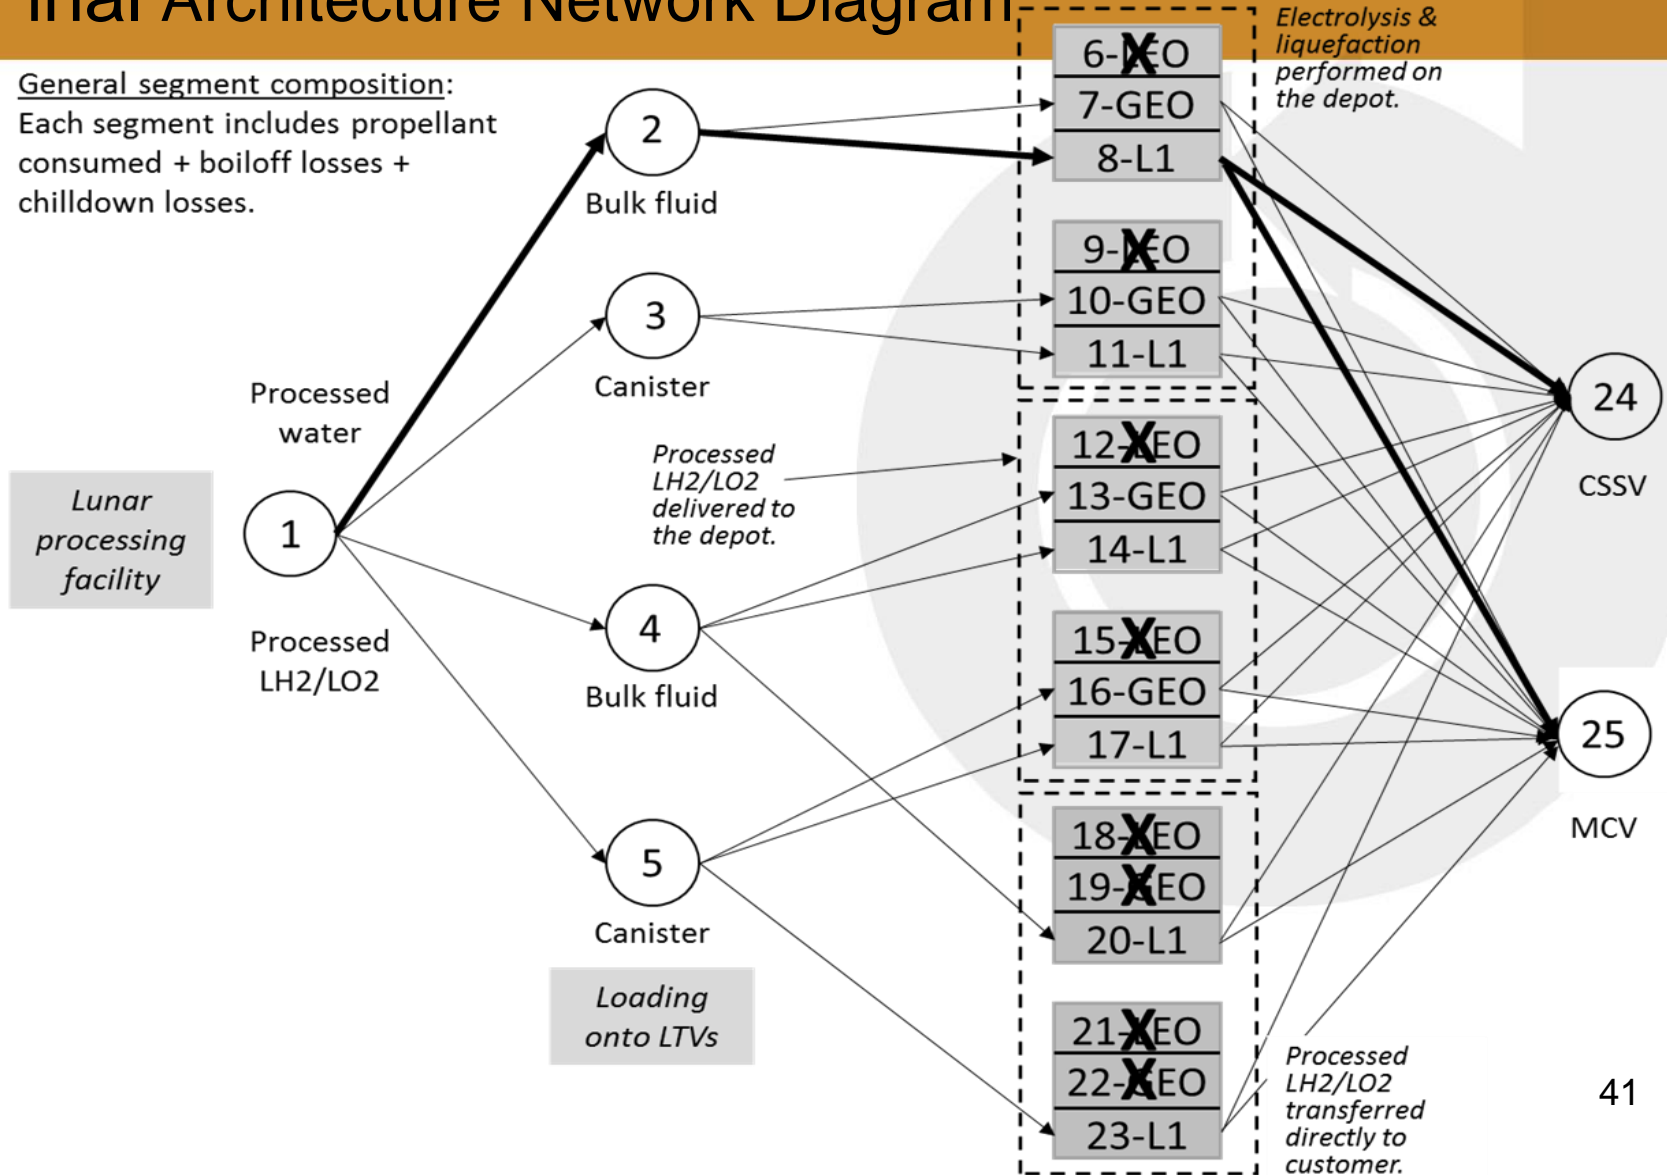 Architecture Network Diagram
General segment composition:
Each segment includes propellant
consumed + boiloff losses +
chilldown losses.
Electrolysis &
liquefaction
performed on
the depot.
Lunar
processing
facility
1
Processed
water
Processed
LH2/LO2
2
Bulk fluid
3
Canister
4
Bulk fluid
5
Canister
Loading
onto LTVs
Processed
LH2/LO2
delivered to
the depot.
6-LEO
7-GEO
8-L1
9-LEO
10-GEO
11-L1
12-LEO
13-GEO
14-L1
15-LEO
16-GEO
17-L1
18-LEO
19-GEO
20-L1
21-LEO
22-GEO
23-L1
24
CSSV
25
MCV
Processed
LH2/LO2
transferred
directly to
customer.
41